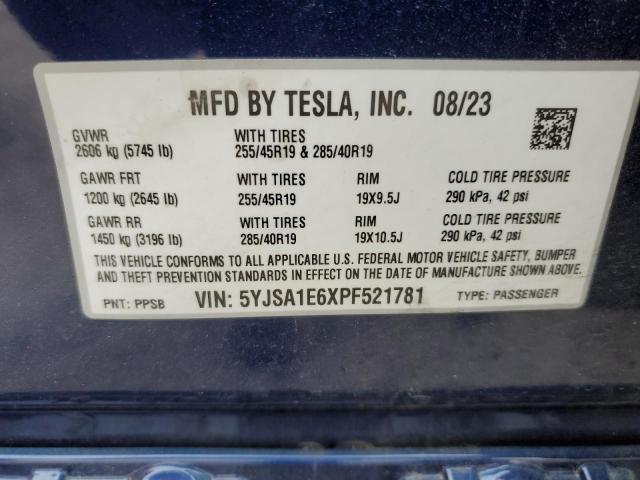 MFD BY TESLA, INC. 08/23
GVWR WITH TIRES
2606 kg (5745 lb) 255/45R19 & 285/40R19
GAWR FRT WITH TIRES RIM COLD TIRE PRESSURE
1200 kg (2645 lb) 255/45R19 19X9.5J 290 kPa, 42 psi
GAWR RR WITH TIRES RIM COLD TIRE PRESSURE
1450 kg (3196 lb) 285/40R19 19X10.5J 290 kPa, 42 psi
THIS VEHICLE CONFORMS TO ALL APPLICABLE U.S. FEDERAL MOTOR VEHICLE SAFETY, BUMPER
AND THEFT PREVENTION STANDARDS IN EFFECT ON THE DATE OF MANUFACTURE SHOWN ABOVE.
PNT: PPSB VIN: 5YJSA1E6XPF521781 TYPE: PASSENGER